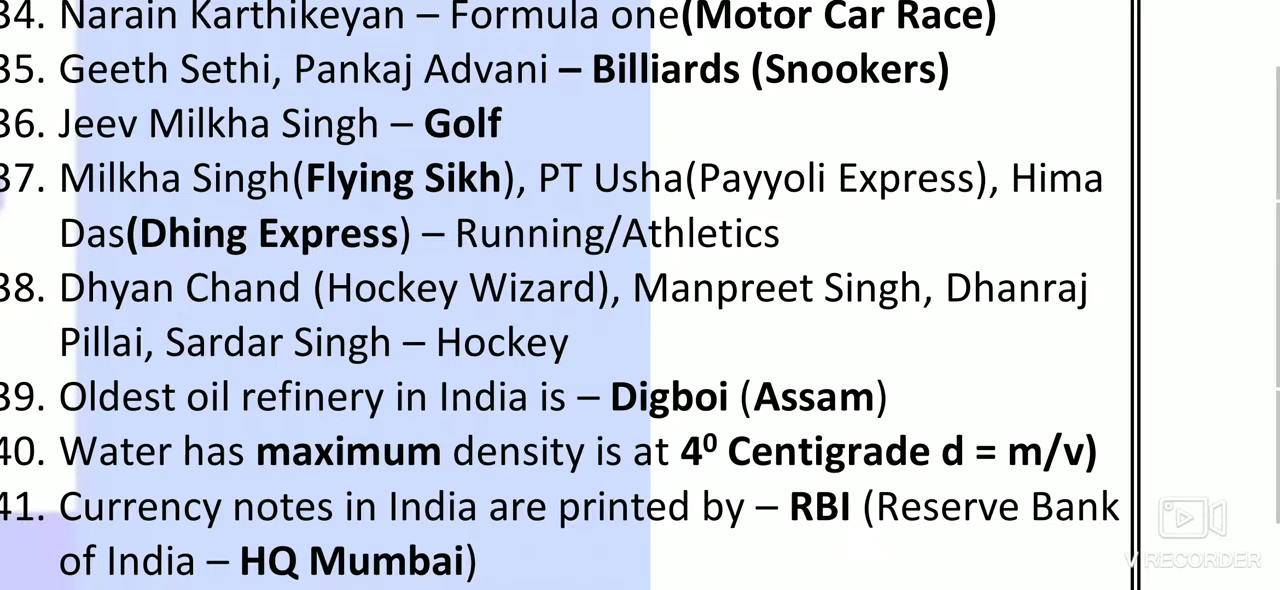 34. Narain Karthikeyan – Formula one(Motor Car Race)
35. Geeth Sethi, Pankaj Advani – Billiards (Snookers)
36. Jeev Milkha Singh – Golf
37. Milkha Singh(Flying Sikh), PT Usha(Payyoli Express), Hima
Das(Dhing Express) – Running/Athletics
38. Dhyan Chand (Hockey Wizard), Manpreet Singh, Dhanraj
Pillai, Sardar Singh – Hockey
39. Oldest oil refinery in India is – Digboi (Assam)
40. Water has maximum density is at 4⁰ Centigrade d = m/v)
41. Currency notes in India are printed by – RBI (Reserve Bank
of India – HQ Mumbai)
V RECORDER